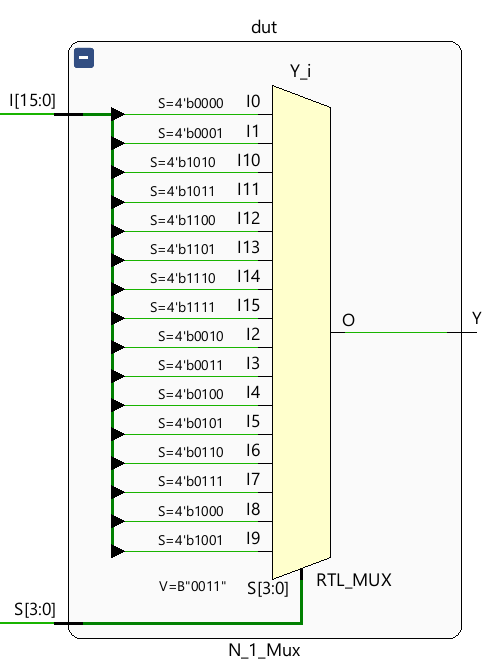 dut
Y_i
I[15:0]
S=4'b0000 I0
S=4'b0001 I1
S=4'b1010 I10
S=4'b1011 I11
S=4'b1100 I12
S=4'b1101 I13
S=4'b1110 I14
S=4'b1111 I15
O
Y
S=4'b0010 I2
S=4'b0011 I3
S=4'b0100 I4
S=4'b0101 I5
S=4'b0110 I6
S=4'b0111 I7
S=4'b1000 I8
S=4'b1001 I9
V=B"0011" S[3:0] RTL_MUX
S[3:0]
N_1_Mux